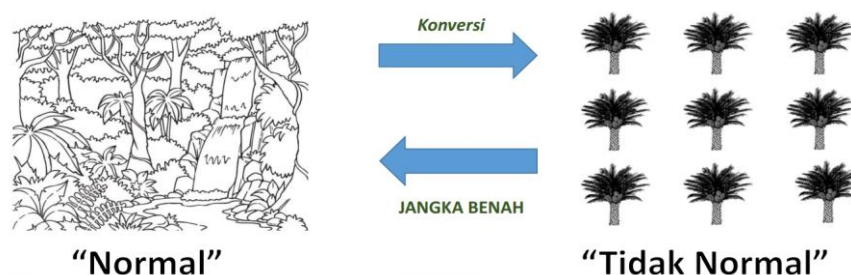 Konversi
JANGKA BENAH
“Normal”
“Tidak Normal”